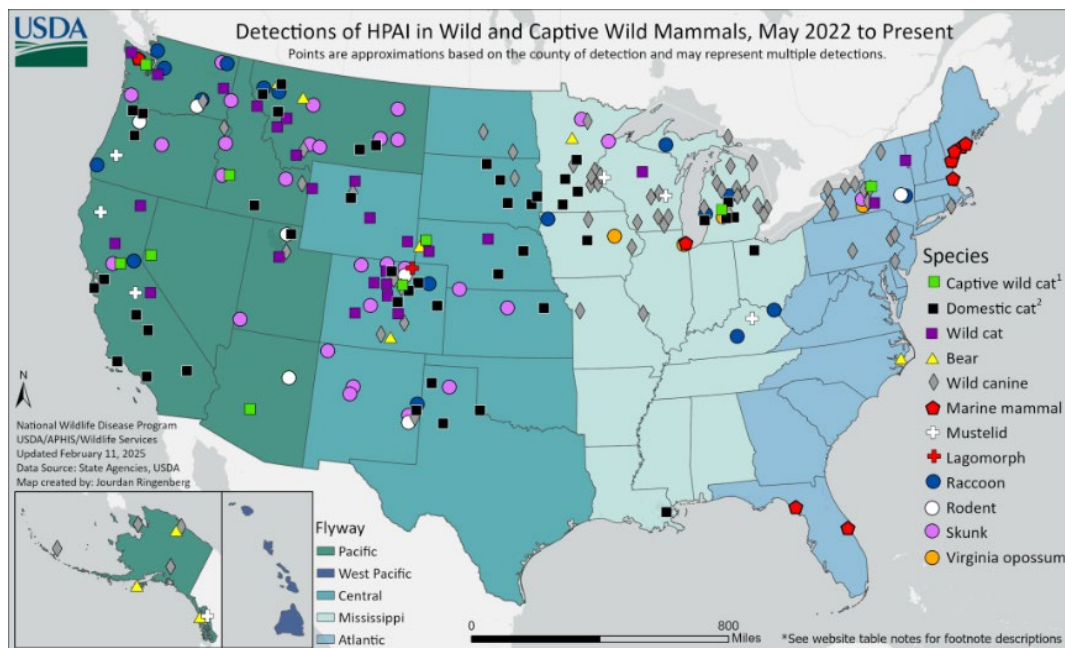 USDA
Detections of HPAI in Wild and Captive Wild Mammals, May 2022 to Present
Points are approximations based on the county of detection and may represent multiple detections.
Species
Captive wild cat¹
Domestic cat²
Wild cat
Bear
Wild canine
Marine mammal
Mustelid
Lagomorph
Raccoon
Rodent
Skunk
Virginia opossum
N
National Wildlife Disease Program
USDA/APHIS/Wildlife Services
Updated February 11, 2025
Data Source: State Agencies, USDA
Map created by: Jourdan Ringenberg
Flyway
Pacific
West Pacific
Central
Mississippi
Atlantic
0 800
Miles
*See website table notes for footnote descriptions